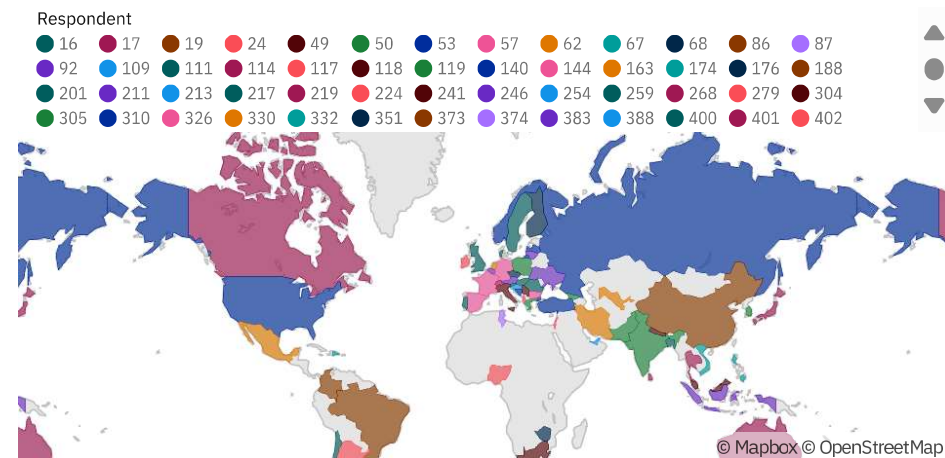 Respondent
16 17 19 24 49 50 53 57 62 67 68 86 87
92 109 111 114 117 118 119 140 144 163 174 176 188
201 211 213 217 219 224 241 246 254 259 268 279 304
305 310 326 330 332 351 373 374 383 388 400 401 402
© Mapbox © OpenStreetMap